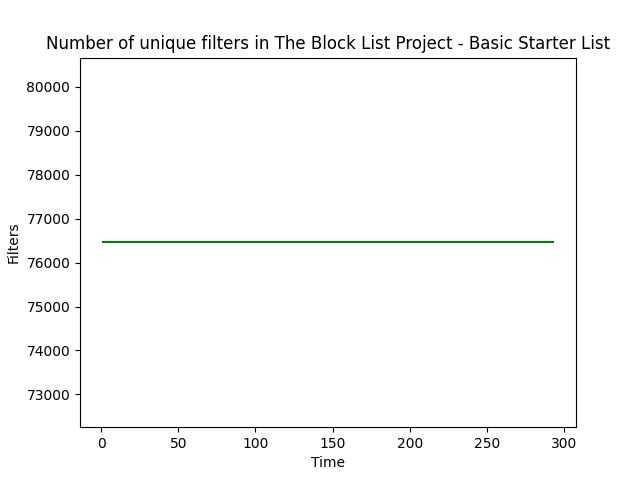 Number of unique filters in The Block List Project - Basic Starter List
80000
79000
78000
77000
76000
75000
74000
73000
Filters
0 50 100 150 200 250 300
Time